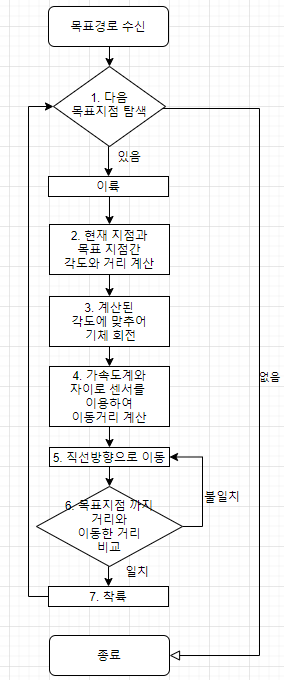 목표경로 수신
1. 다음
목표지점 탐색
있음
이륙
2. 현재 지점과
목표 지점간
각도와 거리 계산
3. 계산된
각도에 맞추어
기체 회전
4. 가속도계와
자이로 센서를
이용하여
이동거리 계산
없음
5. 직선방향으로 이동
6. 목표지점 까지
거리와
이동한 거리
비교
불일치
일치
7. 착륙
종료